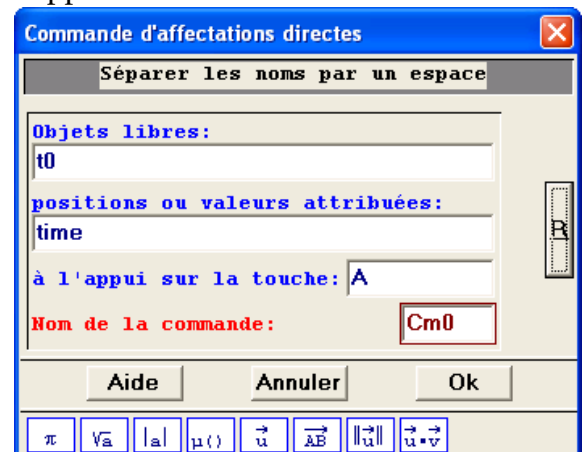 Commande d'affectations directes
Séparer les noms par un espace
Objets libres:
t0
positions ou valeurs attribuées:
time
R
à l'appui sur la touche: A
Nom de la commande: Cm0
Aide Annuler Ok
π √a |a| μ() u⃗ AB⃗ ||u⃗|| u⃗.v⃗